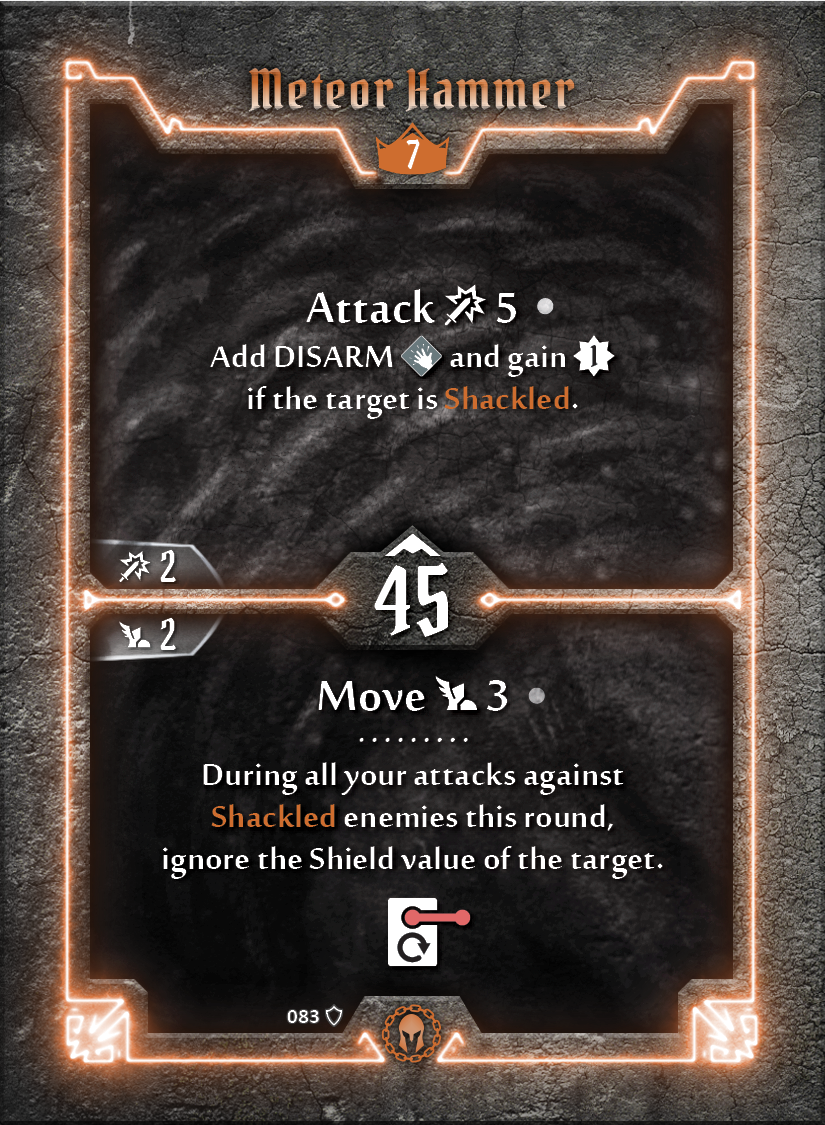 Meteor Hammer
7
Attack 5
Add DISARM and gain 1
if the target is Shackled.
2
45
2
Move 3
During all your attacks against
Shackled enemies this round,
ignore the Shield value of the target.
083